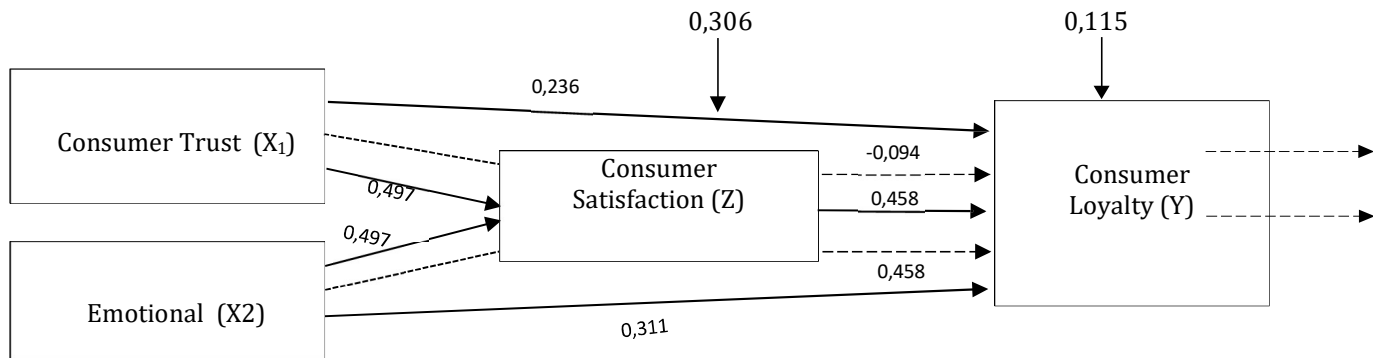 0,306
0,115
0,236
Consumer Trust (X₁)
Consumer
Satisfaction (Z)
-0,094
Consumer
Loyalty (Y)
0,497
0,458
0,497
0,458
Emotional (X2)
0,311